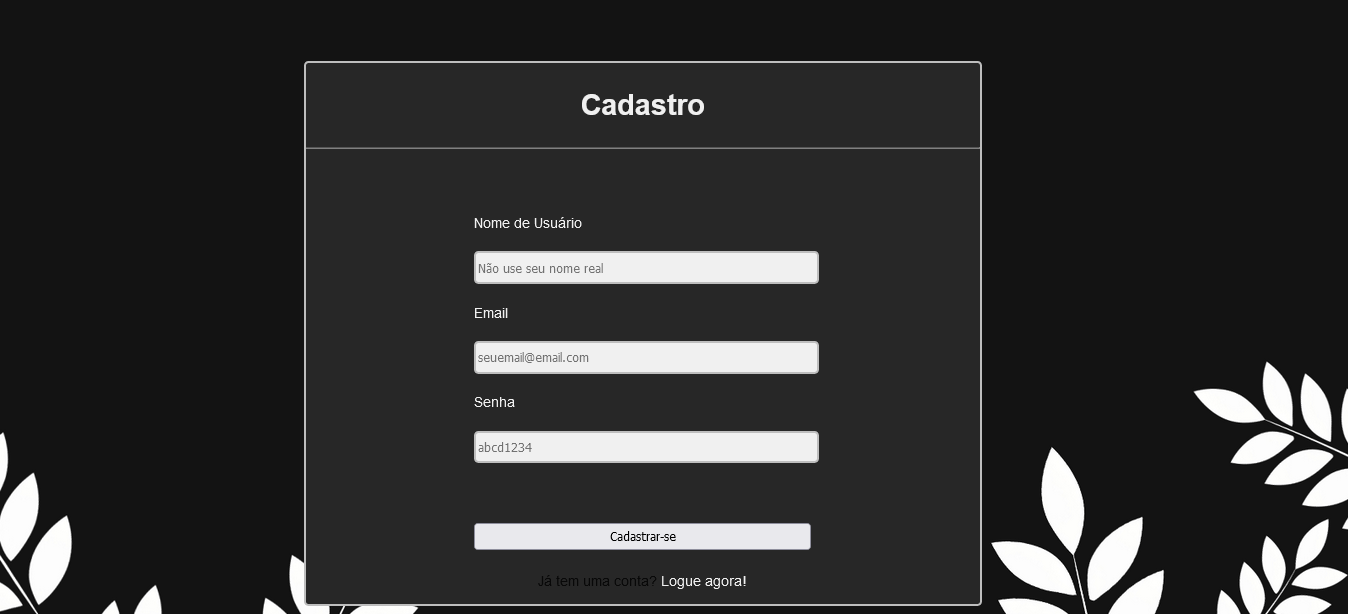 Cadastro
Nome de Usuário
Não use seu nome real
Email
seuemail@email.com
Senha
abcd1234
Cadastrar-se
Já tem uma conta? Logue agora!